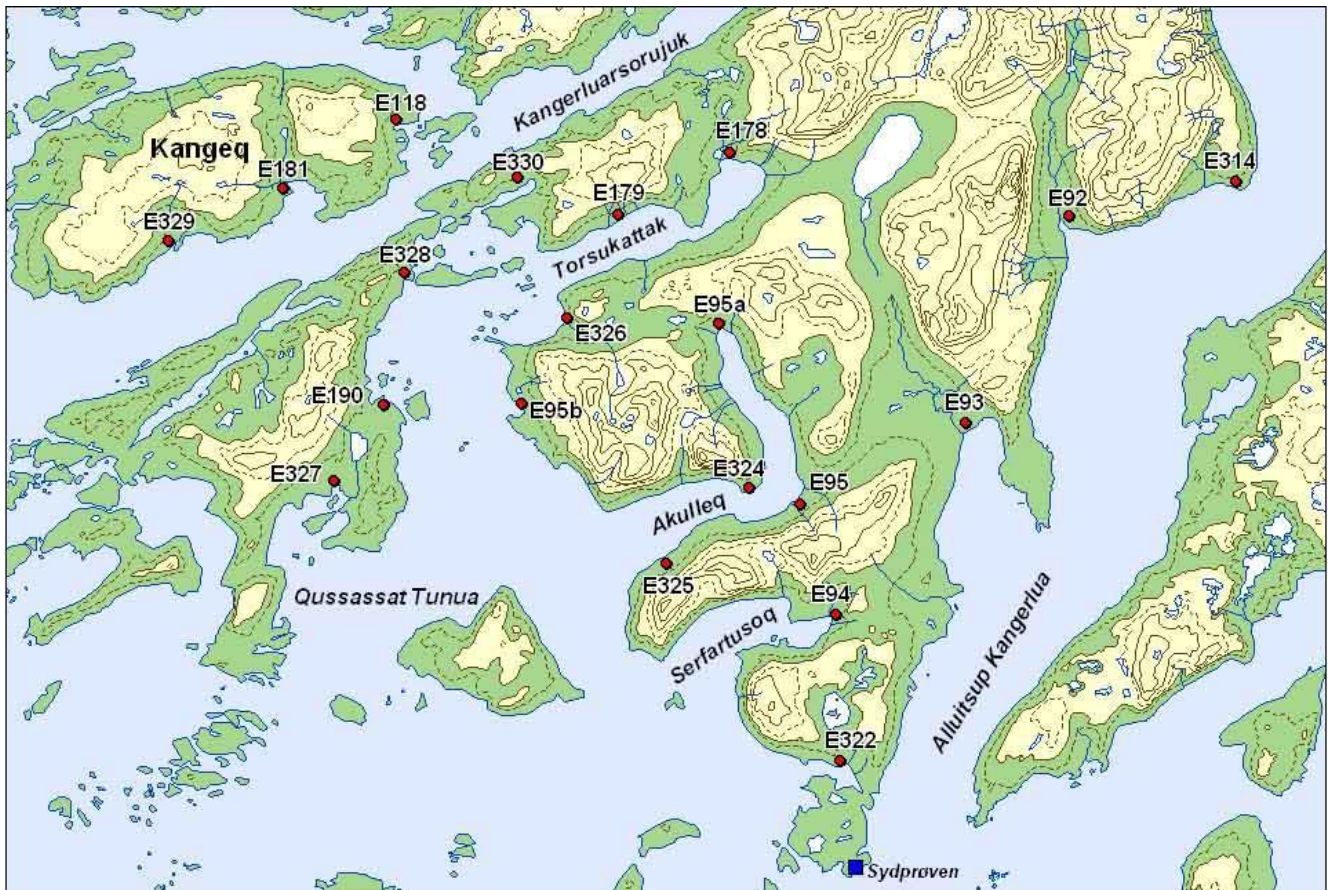 Kangerluarsorujuk
E118
E178
Kangeq
E330
E181
E179
E314
E92
E329
Torsukattak
E328
E95a
E326
E190
E95b
E93
E327
E324
E95
Akulleq
E325
E94
Qussassat Tunua
Serfartusoq
Alluitsup Kangerlua
E322
Sydprøven